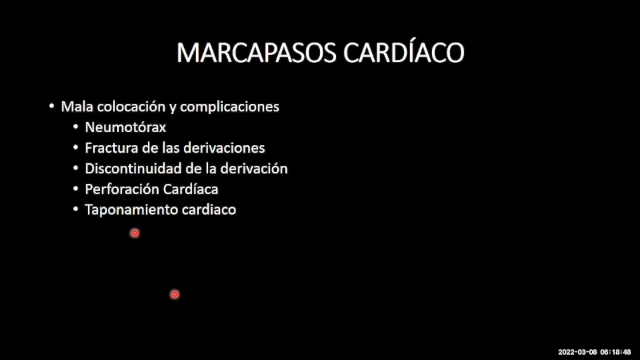 MARCAPASOS CARDÍACO
• Mala colocación y complicaciones
• Neumotórax
• Fractura de las derivaciones
• Discontinuidad de la derivación
• Perforación Cardíaca
• Taponamiento cardiaco
2022-03-08 06:18:48